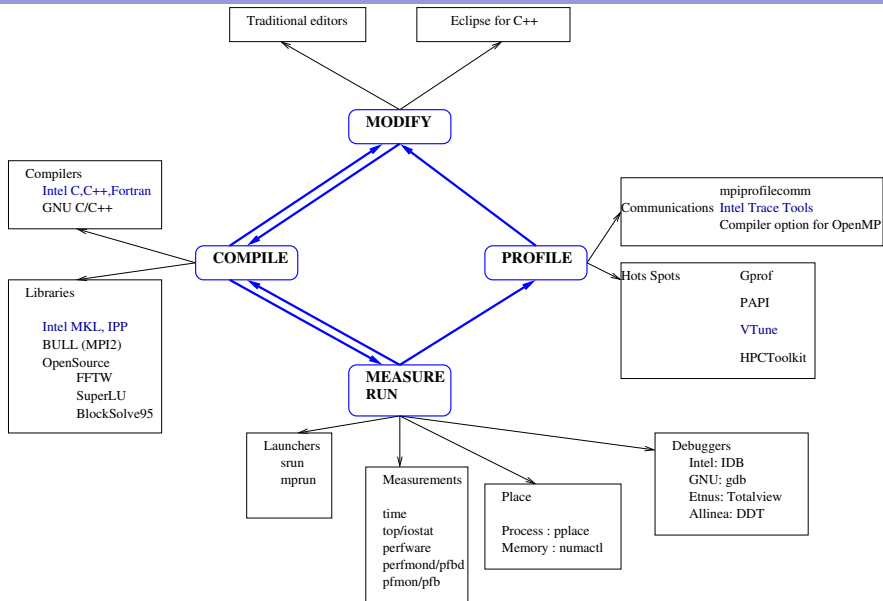 Traditional editors
Eclipse for C++
MODIFY
Compilers
Intel C,C++,Fortran
GNU C/C++
mpiprofilecomm
Communications Intel Trace Tools
Compiler option for OpenMP
COMPILE
PROFILE
Libraries
Intel MKL, IPP
BULL (MPI2)
OpenSource
FFTW
SuperLU
BlockSolve95
Hots Spots Gprof
PAPI
VTune
HPCToolkit
MEASURE
RUN
Launchers
srun
mprun
Measurements
time
top/iostat
perfware
perfmond/pfbd
pfmon/pfb
Place
Process : pplace
Memory : numactl
Debuggers
Intel: IDB
GNU: gdb
Etnus: Totalview
Allinea: DDT